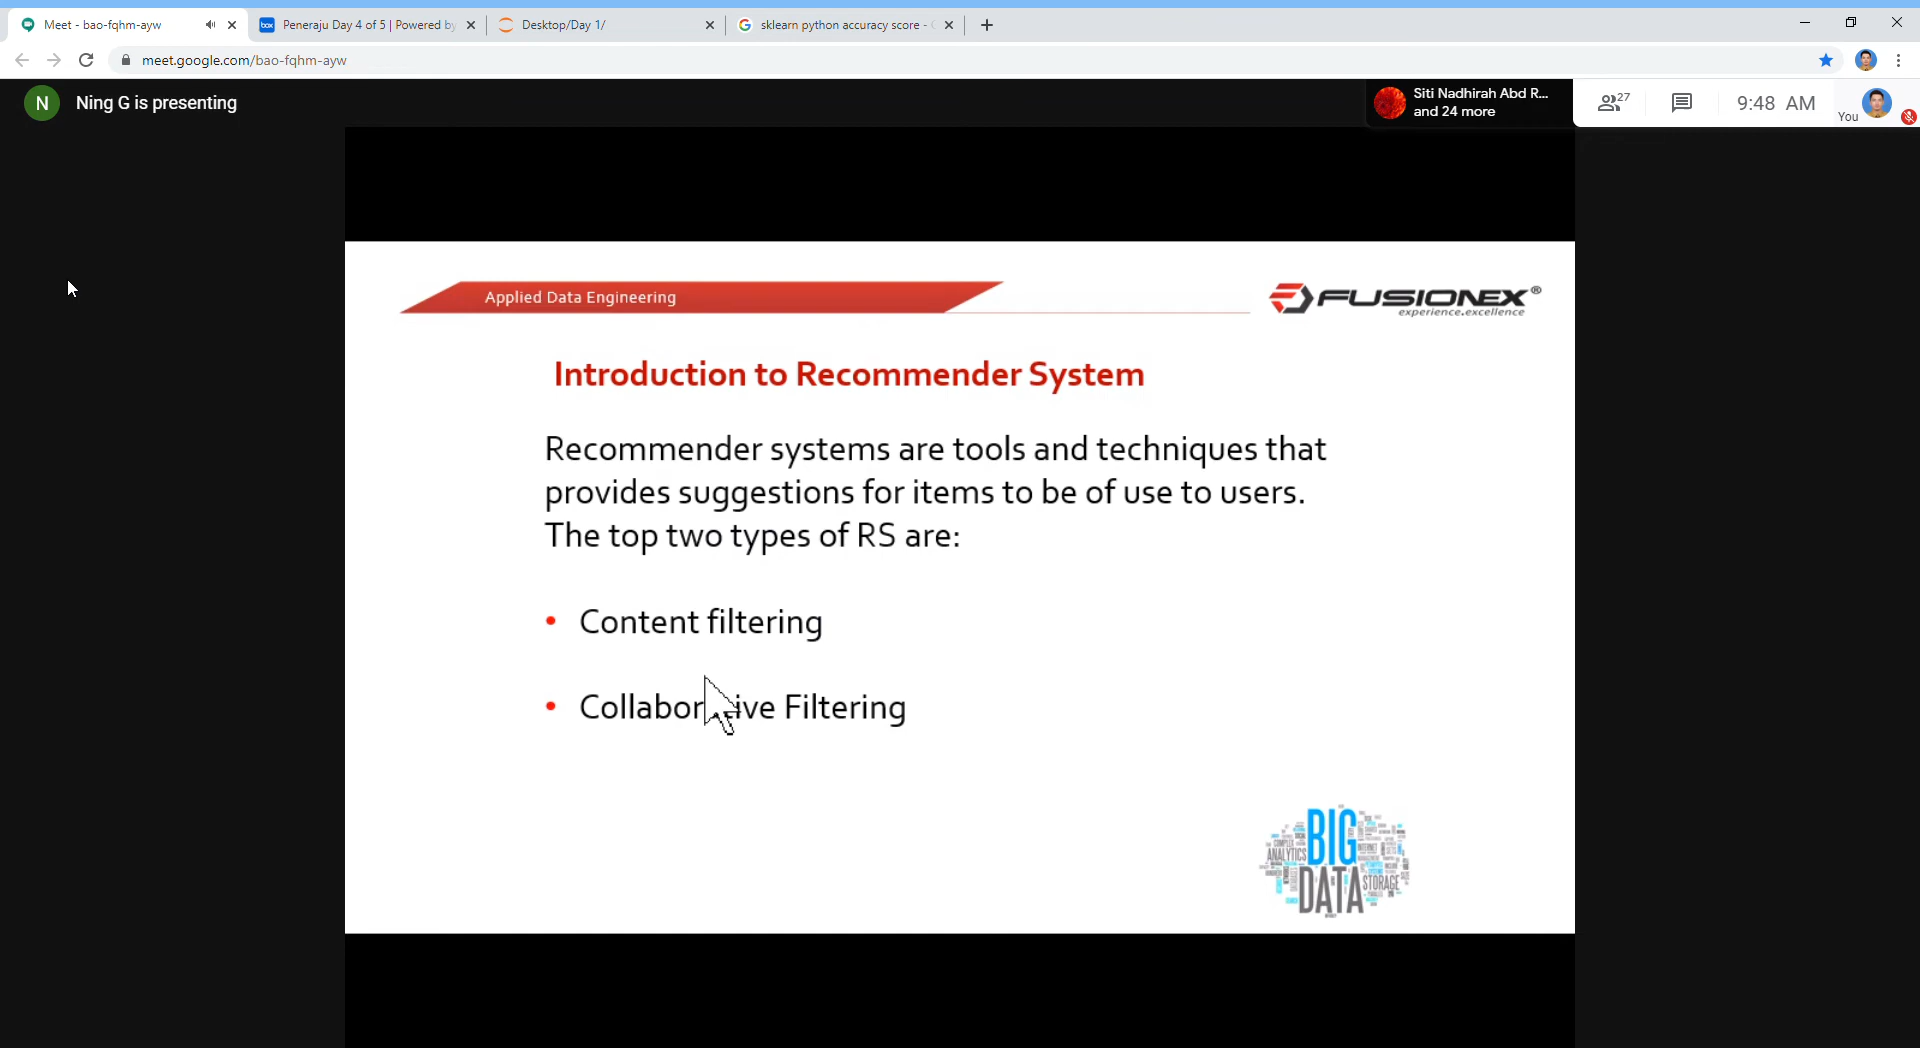 Meet - bao-fqhm-ayw
Peneraju Day 4 of 5 | Powered by
Desktop/Day 1/
sklearn python accuracy score -
meet.google.com/bao-fqhm-ayw
N Ning G is presenting
Siti Nadhirah Abd R...
and 24 more
27
9:48 AM
You
Applied Data Engineering
FUSIONEX®
experience.excellence
Introduction to Recommender System
Recommender systems are tools and techniques that
provides suggestions for items to be of use to users.
The top two types of RS are:
• Content filtering
• Collaborative Filtering
BIG
ANALYTICS
INTERNET
DATA
STORAGE